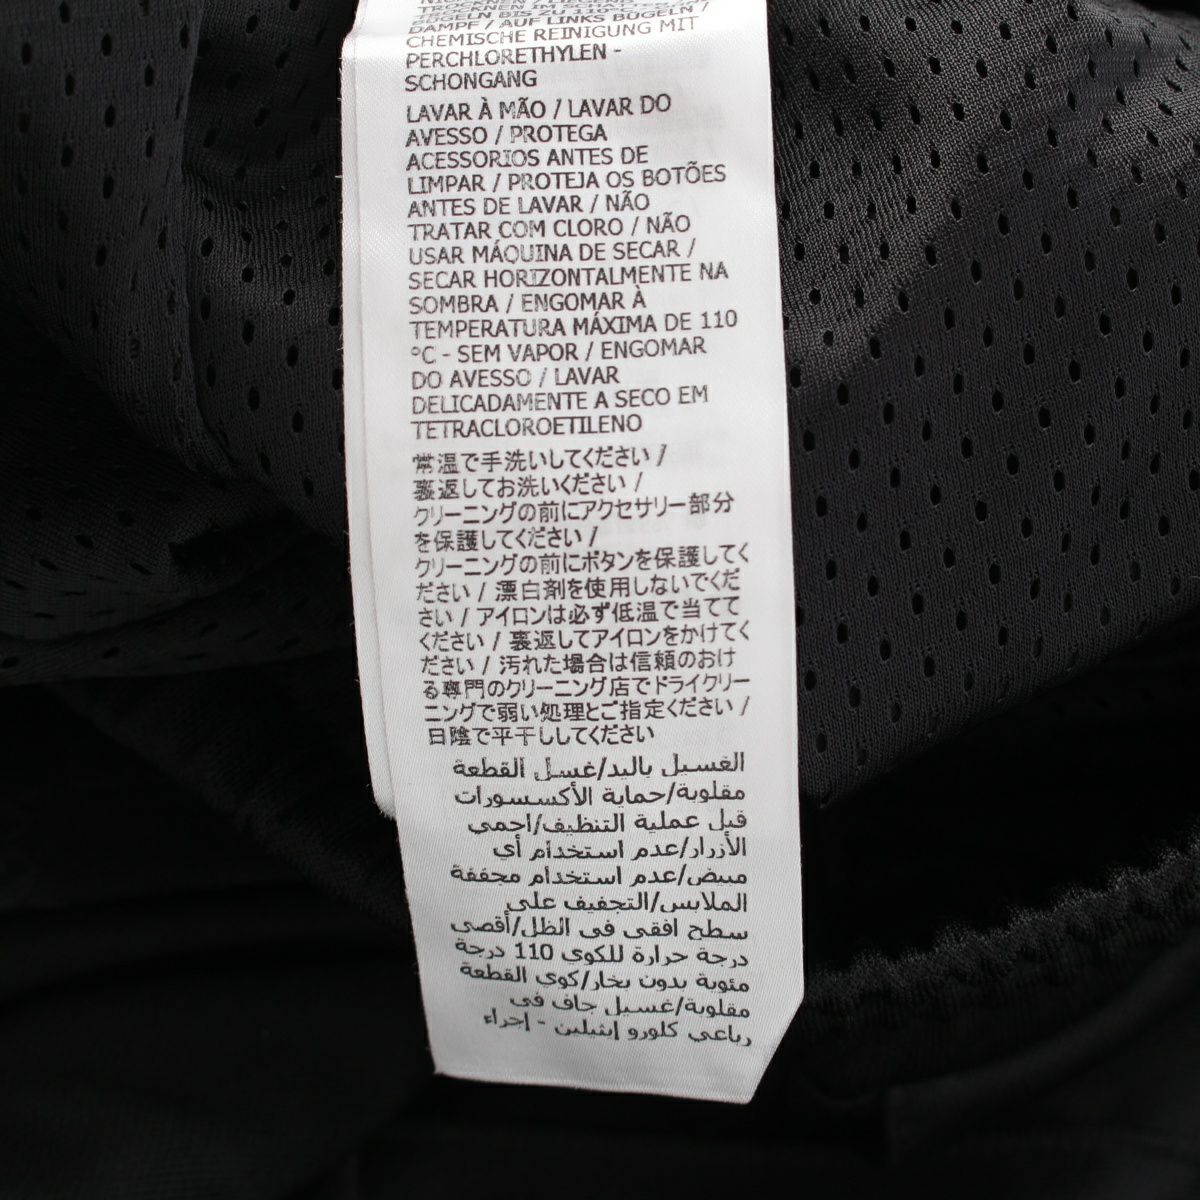 DAMPF / AUF LINKS BÜGELN /
CHEMISCHE REINIGUNG MIT
PERCHLORETHYLEN -
SCHONGANG
LAVAR À MÃO / LAVAR DO
AVESSO / PROTEGA
ACESSORIOS ANTES DE
LIMPAR / PROTEJA OS BOTÕES
ANTES DE LAVAR / NÃO
TRATAR COM CLORO / NÃO
USAR MÁQUINA DE SECAR /
SECAR HORIZONTALMENTE NA
SOMBRA / ENGOMAR À
TEMPERATURA MÁXIMA DE 110
°C - SEM VAPOR / ENGOMAR
DO AVESSO / LAVAR
DELICADAMENTE A SECO EM
TETRACLOROETILENO
常温で手洗いしてください /
裏返してお洗いください /
クリーニングの前にアクセサリー部分
を保護してください /
クリーニングの前にボタンを保護してく
ださい / 漂白剤を使用しないでくだ
さい / アイロンは必ず低温で当てて
ください / 裏返してアイロンをかけてく
ださい / 汚れた場合は信頼のおけ
る専門のクリーニング店でドライクリー
ニングで弱い処理とご指定ください /
日陰で平干ししてください
الغسيل باليد/غسل القطعة
مقلوبة/حماية الأكسسورات
قبل عملية التنظيف/احمي
الأزرار/عدم استخدام أي
مبيض/عدم استخدام مجففة
الملابس/التجفيف على
سطح افقي في الظل/أقصى
درجة حرارة للكوي 110 درجة
مئوية بدون بخار/كوي القطعة
مقلوبة/غسيل جاف في
رباعي كلورو إيثيلين - إجراء